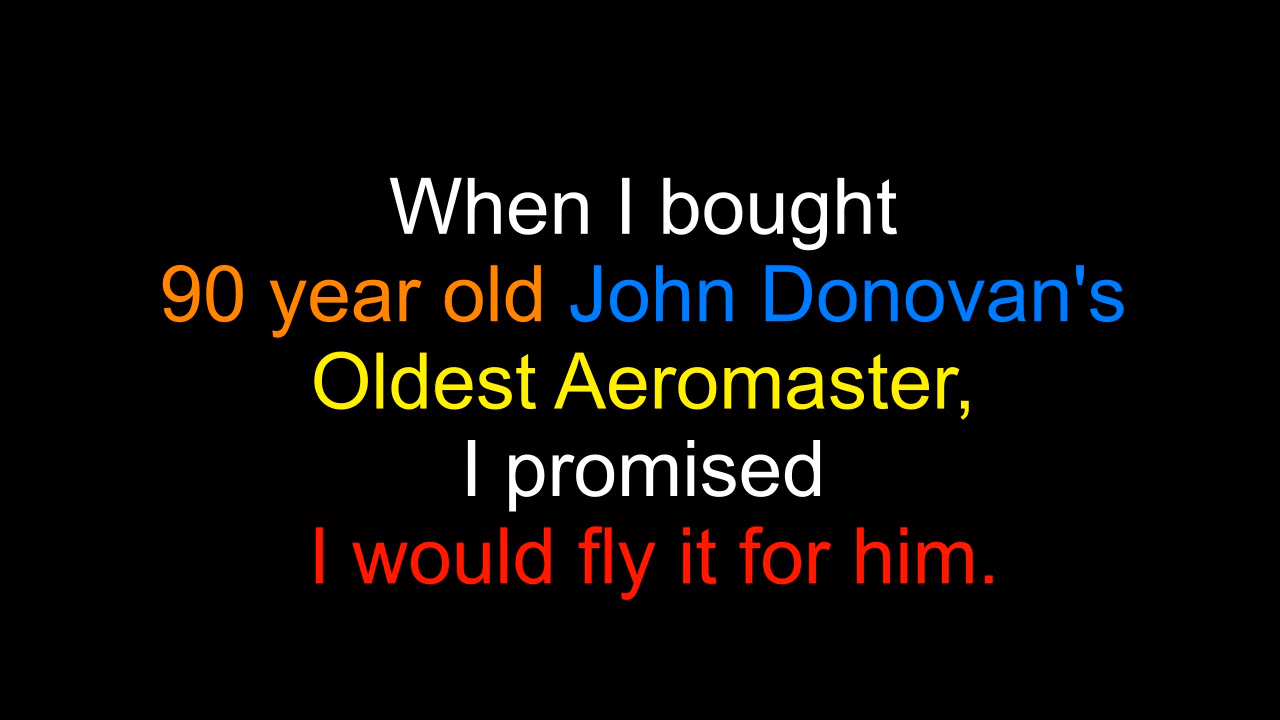 When I bought
90 year old John Donovan's
Oldest Aeromaster,
I promised
I would fly it for him.